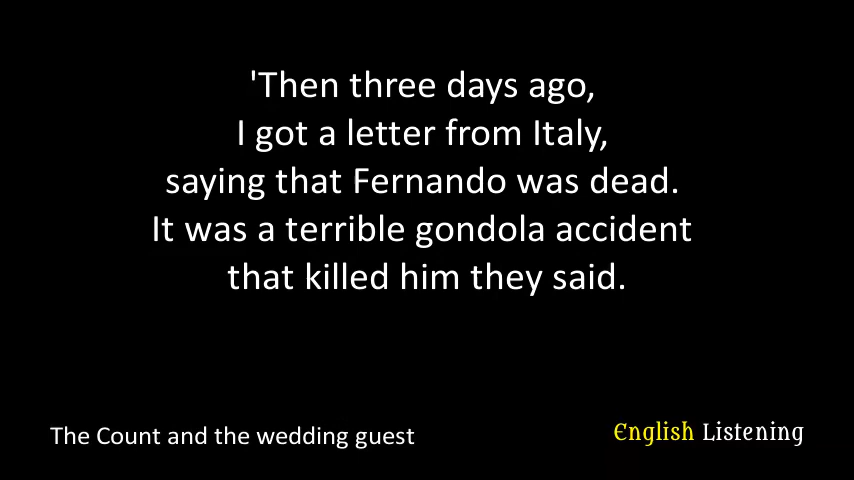 'Then three days ago,
I got a letter from Italy,
saying that Fernando was dead.
It was a terrible gondola accident
that killed him they said.
The Count and the wedding guest
English Listening